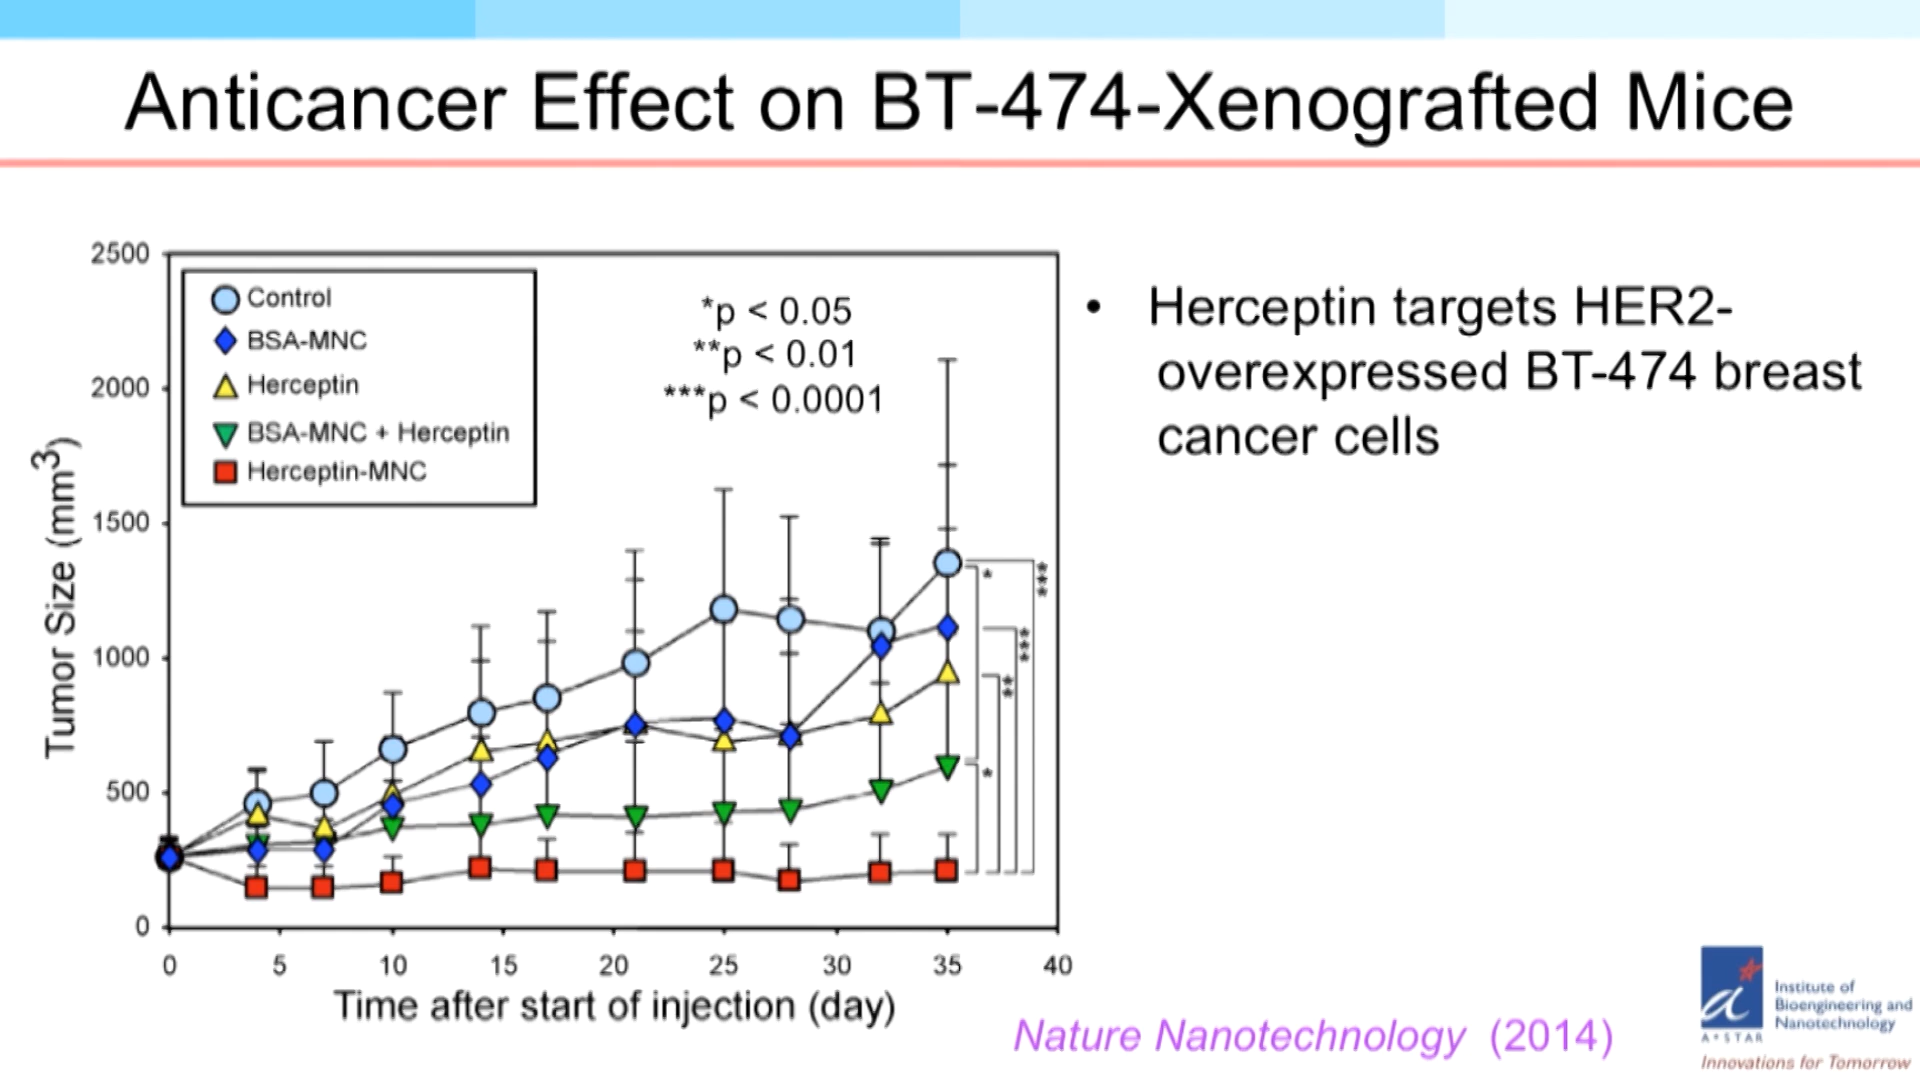 Anticancer Effect on BT-474-Xenografted Mice
2500
2000
1500
1000
500
0
Tumor Size (mm3)
Control
BSA-MNC
Herceptin
BSA-MNC + Herceptin
Herceptin-MNC
*p < 0.05
**p < 0.01
***p < 0.0001
*
***
***
**
*
0 5 10 15 20 25 30 35 40
Time after start of injection (day)
• Herceptin targets HER2-
overexpressed BT-474 breast
cancer cells
Nature Nanotechnology (2014)
a
A*STAR
Institute of
Bioengineering and
Nanotechnology
Innovations for Tomorrow